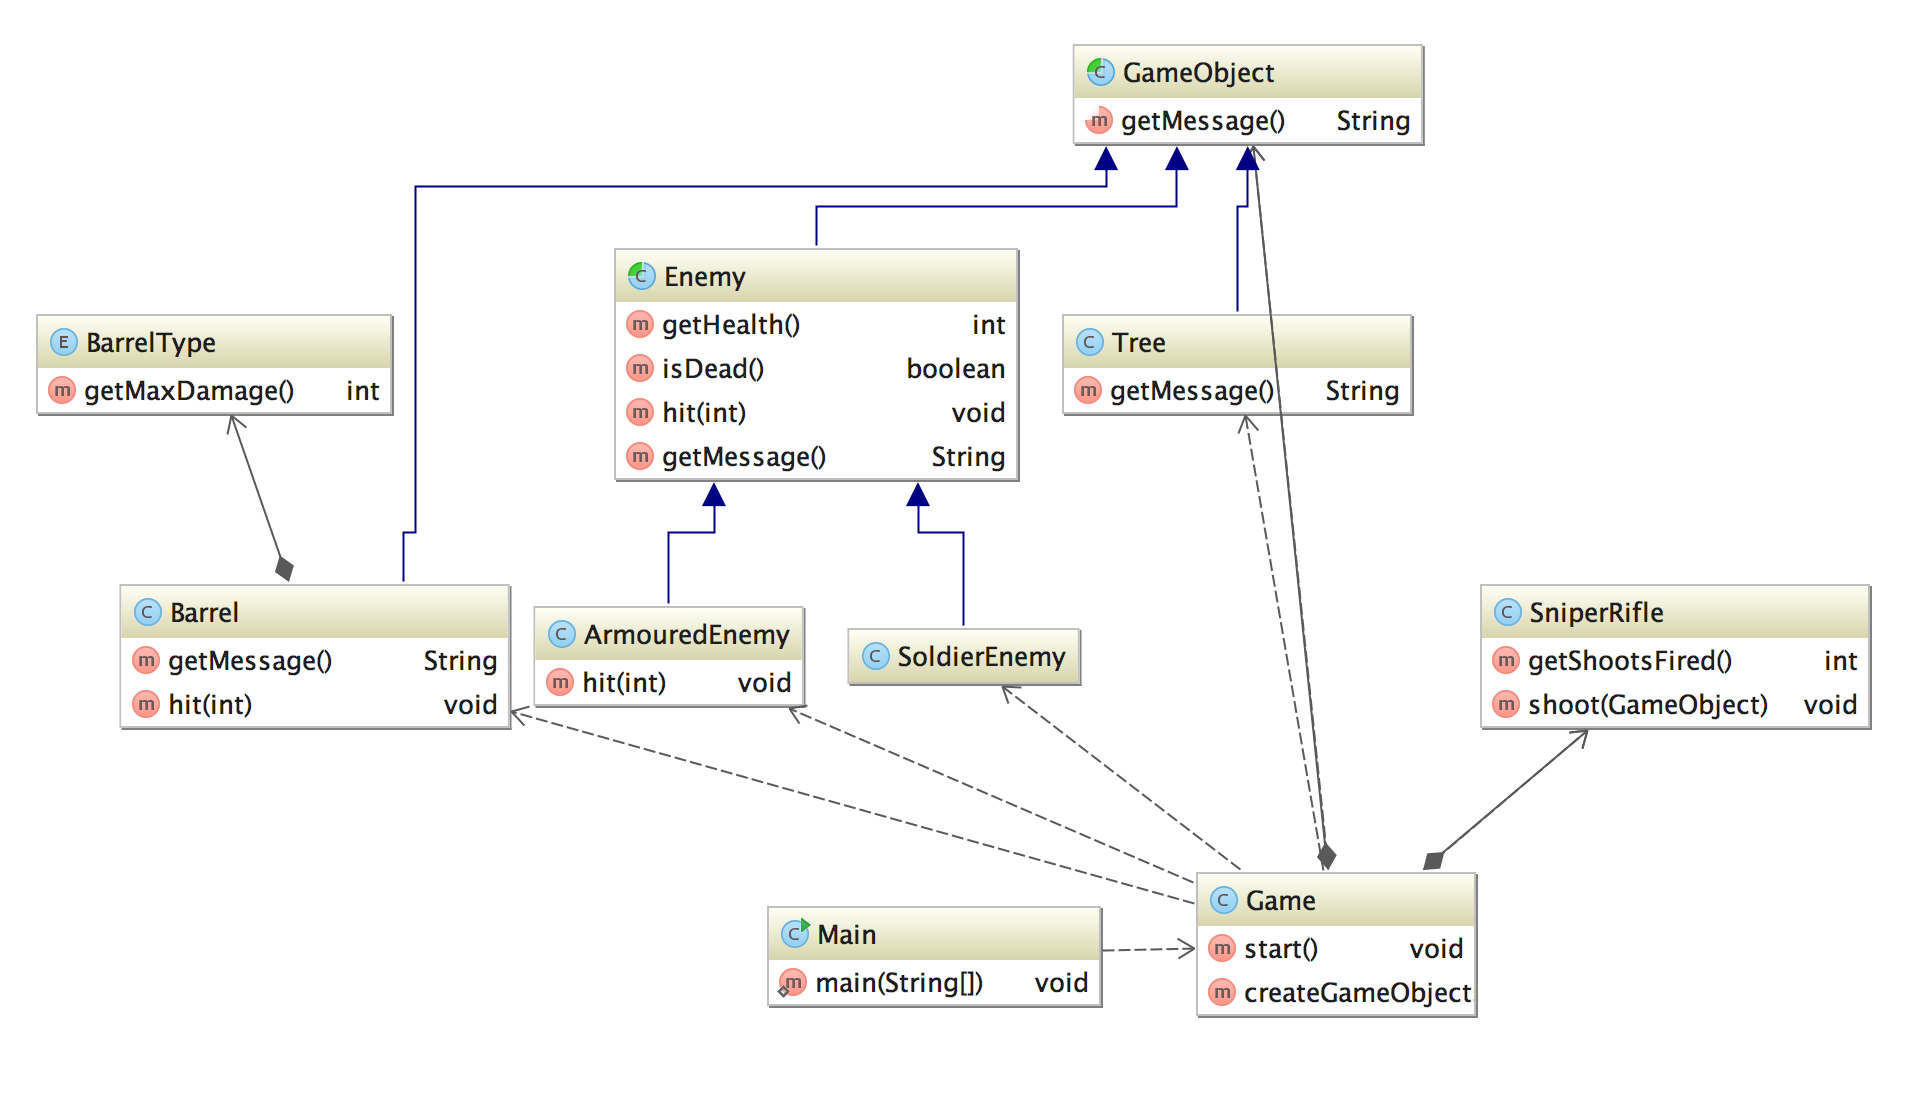 GameObject
getMessage() String
Enemy
getHealth() int
isDead() boolean
hit(int) void
getMessage() String
BarrelType
getMaxDamage() int
Tree
getMessage() String
Barrel
getMessage() String
hit(int) void
ArmouredEnemy
hit(int) void
SoldierEnemy
SniperRifle
getShootsFired() int
shoot(GameObject) void
Game
start() void
createGameObject
Main
main(String[]) void